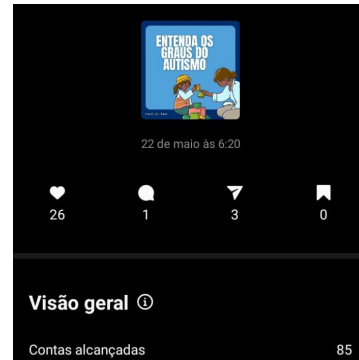 ENTENDA OS
GRAUS DO
AUTISMO
22 de maio às 6:20
26 1 3 0
Visão geral
Contas alcançadas 85